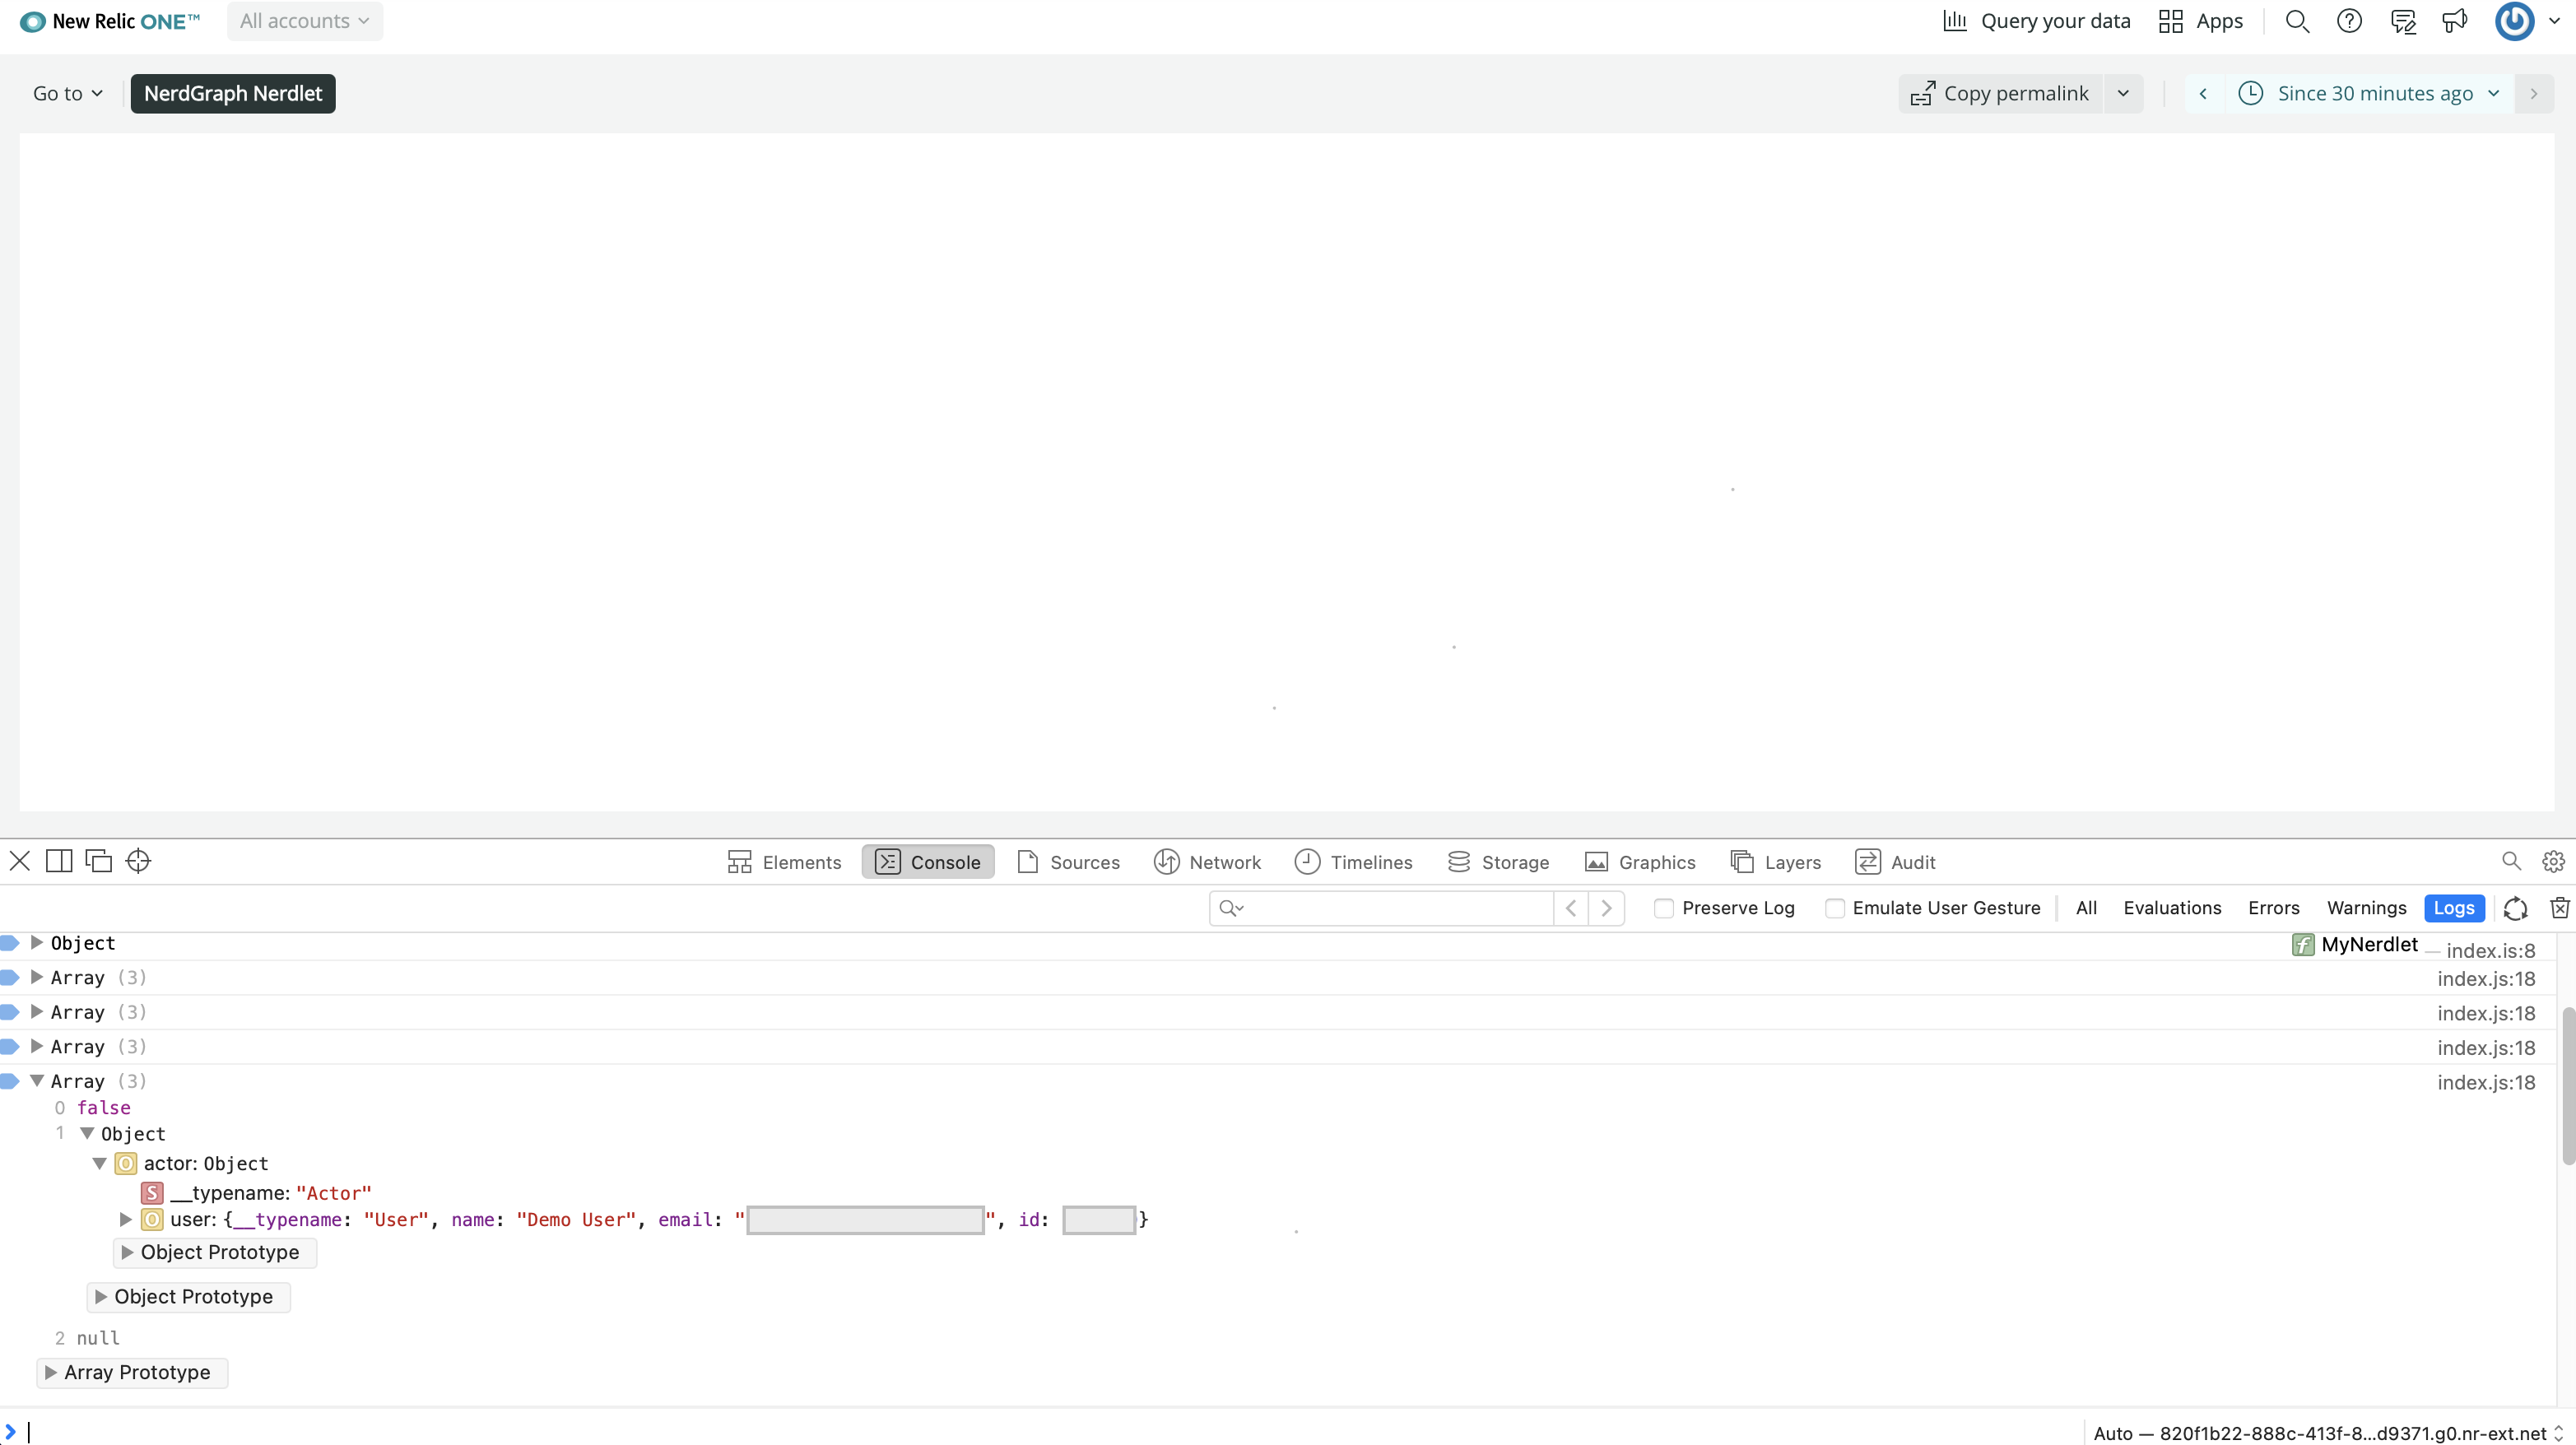 New Relic ONE™ All accounts Query your data Apps
Go to NerdGraph Nerdlet Copy permalink Since 30 minutes ago
Elements Console Sources Network Timelines Storage Graphics Layers Audit
Preserve Log Emulate User Gesture All Evaluations Errors Warnings Logs
Object f MyNerdlet — index.js:8
Array (3) index.js:18
Array (3) index.js:18
Array (3) index.js:18
Array (3) index.js:18
0 false
1 Object
O actor: Object
S __typename: "Actor"
O user: {__typename: "User", name: "Demo User", email: "", id: }
Object Prototype
Object Prototype
2 null
Array Prototype
Auto — 820f1b22-888c-413f-8...d9371.g0.nr-ext.net